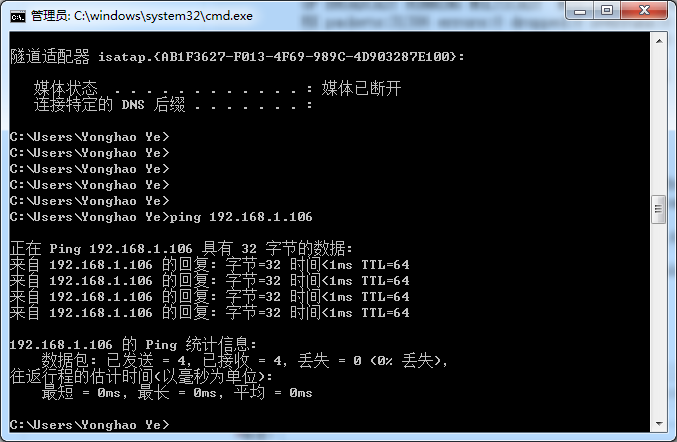 管理员: C:\windows\system32\cmd.exe
隧道适配器 isatap.{AB1F3627-F013-4F69-989C-4D903287E100}:
媒体状态 . . . . . . . . . . . . : 媒体已断开
连接特定的 DNS 后缀 . . . . . . . :
C:\Users\Yonghao Ye>
C:\Users\Yonghao Ye>
C:\Users\Yonghao Ye>
C:\Users\Yonghao Ye>
C:\Users\Yonghao Ye>
C:\Users\Yonghao Ye>ping 192.168.1.106
正在 Ping 192.168.1.106 具有 32 字节的数据:
来自 192.168.1.106 的回复: 字节=32 时间<1ms TTL=64
来自 192.168.1.106 的回复: 字节=32 时间<1ms TTL=64
来自 192.168.1.106 的回复: 字节=32 时间<1ms TTL=64
来自 192.168.1.106 的回复: 字节=32 时间<1ms TTL=64
192.168.1.106 的 Ping 统计信息:
数据包: 已发送 = 4, 已接收 = 4, 丢失 = 0 (0% 丢失),
往返行程的估计时间(以毫秒为单位):
最短 = 0ms, 最长 = 0ms, 平均 = 0ms
C:\Users\Yonghao Ye>